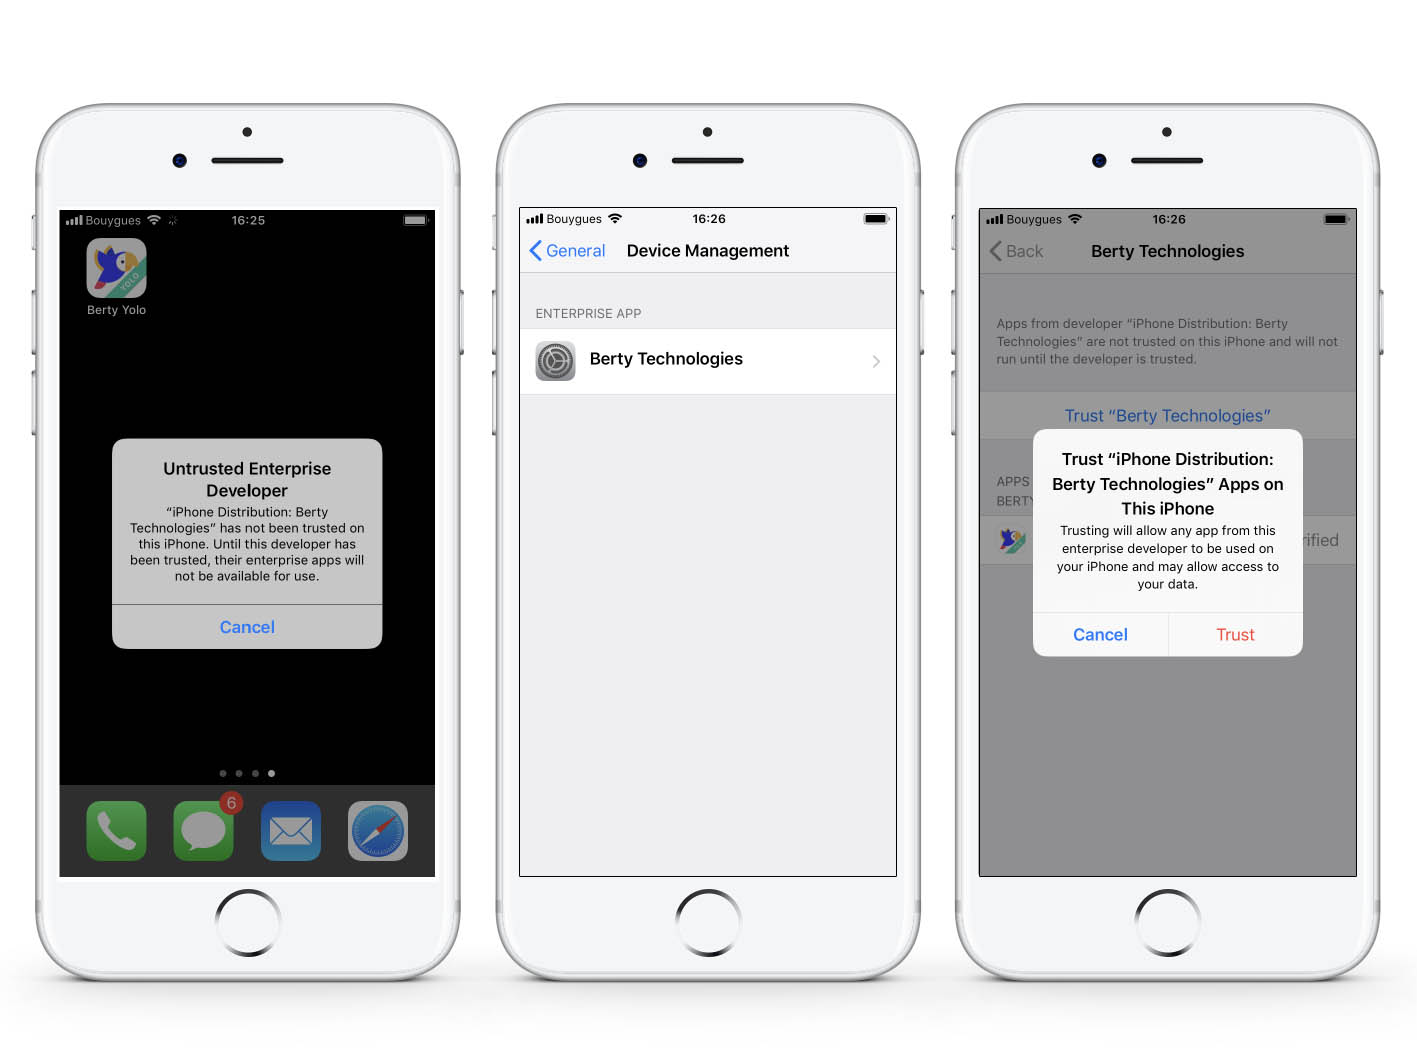 Bouygues 16:25
YOLO
Berty Yolo
Untrusted Enterprise
Developer
“iPhone Distribution: Berty
Technologies” has not been trusted on
this iPhone. Until this developer has
been trusted, their enterprise apps will
not be available for use.
Cancel
6
Bouygues 16:26
General Device Management
ENTERPRISE APP
Berty Technologies
Bouygues 16:26
Back Berty Technologies
Apps from developer “iPhone Distribution: Berty
Technologies” are not trusted on this iPhone and will not
run until the developer is trusted.
Trust “Berty Technologies”
APPS
BERTY
rified
Trust “iPhone Distribution:
Berty Technologies” Apps on
This iPhone
Trusting will allow any app from this
enterprise developer to be used on
your iPhone and may allow access to
your data.
Cancel Trust